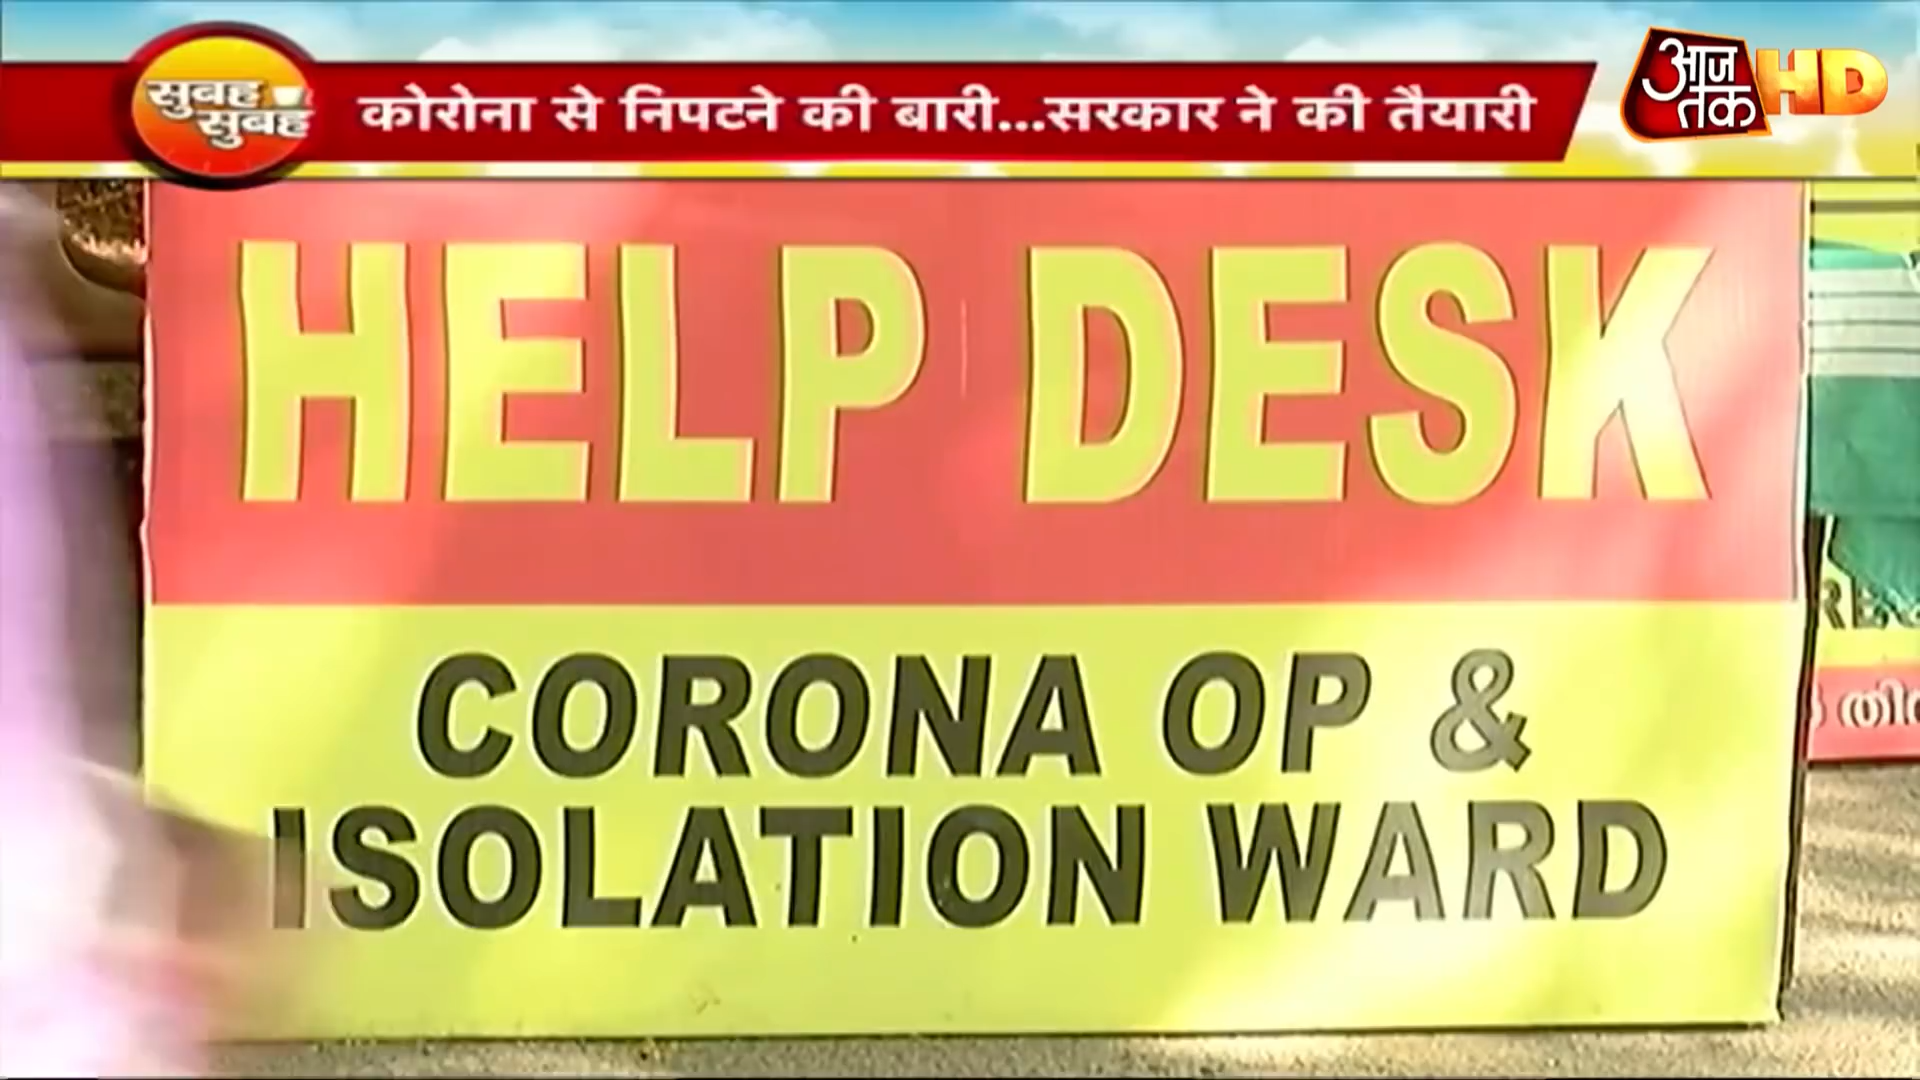 सुबह सुबह
कोरोना से निपटने की बारी...सरकार ने की तैयारी
आज तक HD
HELP DESK
CORONA OP &
ISOLATION WARD